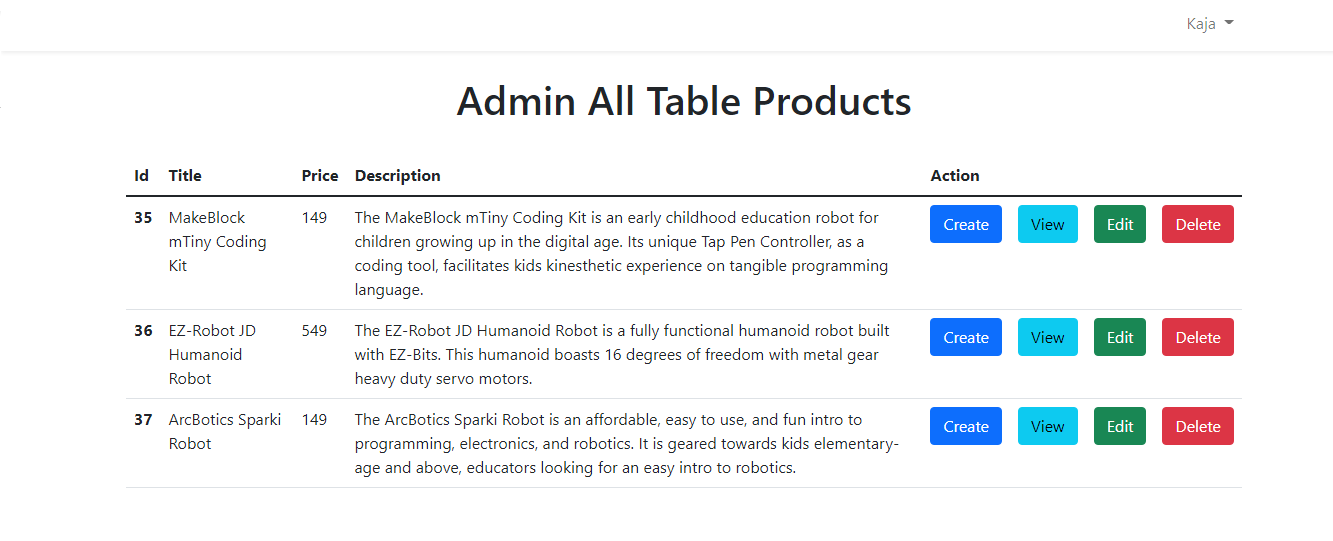 Kaja
Admin All Table Products
Id Title Price Description Action
35 MakeBlock 149 The MakeBlock mTiny Coding Kit is an early childhood education robot for Create View Edit Delete
mTiny Coding children growing up in the digital age. Its unique Tap Pen Controller, as a
Kit coding tool, facilitates kids kinesthetic experience on tangible programming
language.
36 EZ-Robot JD 549 The EZ-Robot JD Humanoid Robot is a fully functional humanoid robot built Create View Edit Delete
Humanoid with EZ-Bits. This humanoid boasts 16 degrees of freedom with metal gear
Robot heavy duty servo motors.
37 ArcBotics Sparki 149 The ArcBotics Sparki Robot is an affordable, easy to use, and fun intro to Create View Edit Delete
Robot programming, electronics, and robotics. It is geared towards kids elementary-
age and above, educators looking for an easy intro to robotics.